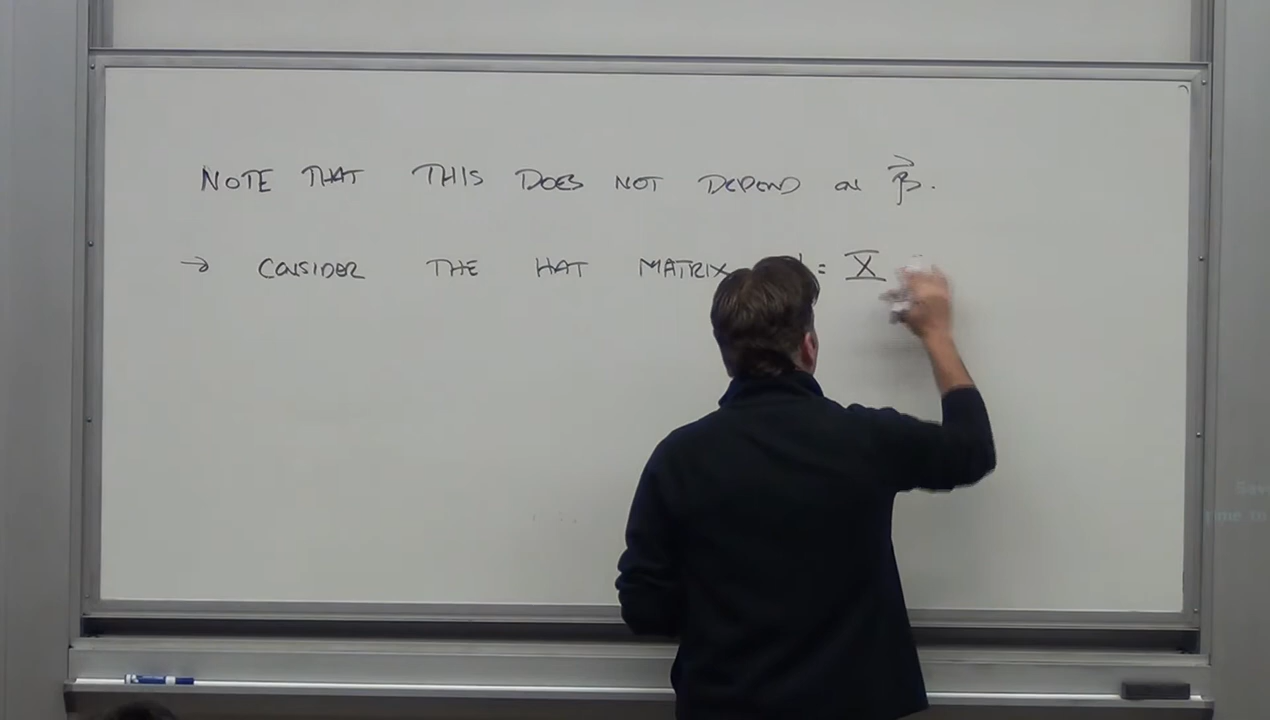 NOTE THAT THIS DOES NOT DEPEND ON β⃗.
→ CONSIDER THE HAT MATRIX = X